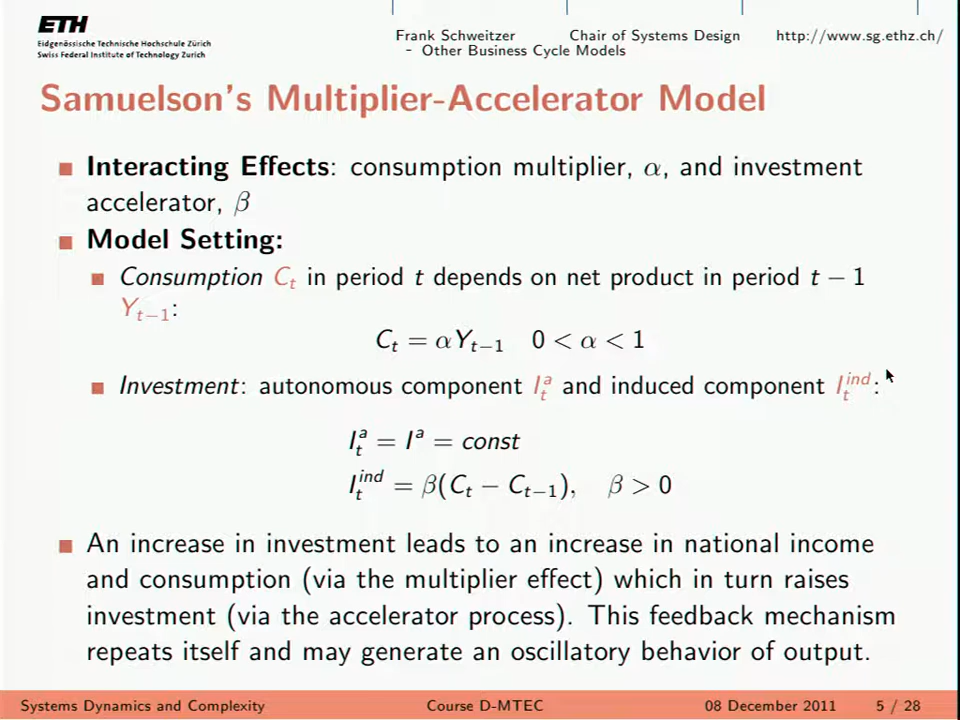 ETH
Eidgenössische Technische Hochschule Zürich
Swiss Federal Institute of Technology Zurich
Frank Schweitzer Chair of Systems Design http://www.sg.ethz.ch/
- Other Business Cycle Models
Samuelson's Multiplier-Accelerator Model
Interacting Effects: consumption multiplier, α, and investment
accelerator, β
Model Setting:
Consumption C_t in period t depends on net product in period t − 1
Y_{t−1}:
C_t = αY_{t−1} 0 < α < 1
Investment: autonomous component I_t^a and induced component I_t^{ind}:
I_t^a = I^a = const
I_t^{ind} = β(C_t − C_{t−1}), β > 0
An increase in investment leads to an increase in national income
and consumption (via the multiplier effect) which in turn raises
investment (via the accelerator process). This feedback mechanism
repeats itself and may generate an oscillatory behavior of output.
Systems Dynamics and Complexity Course D-MTEC 08 December 2011 5 / 28